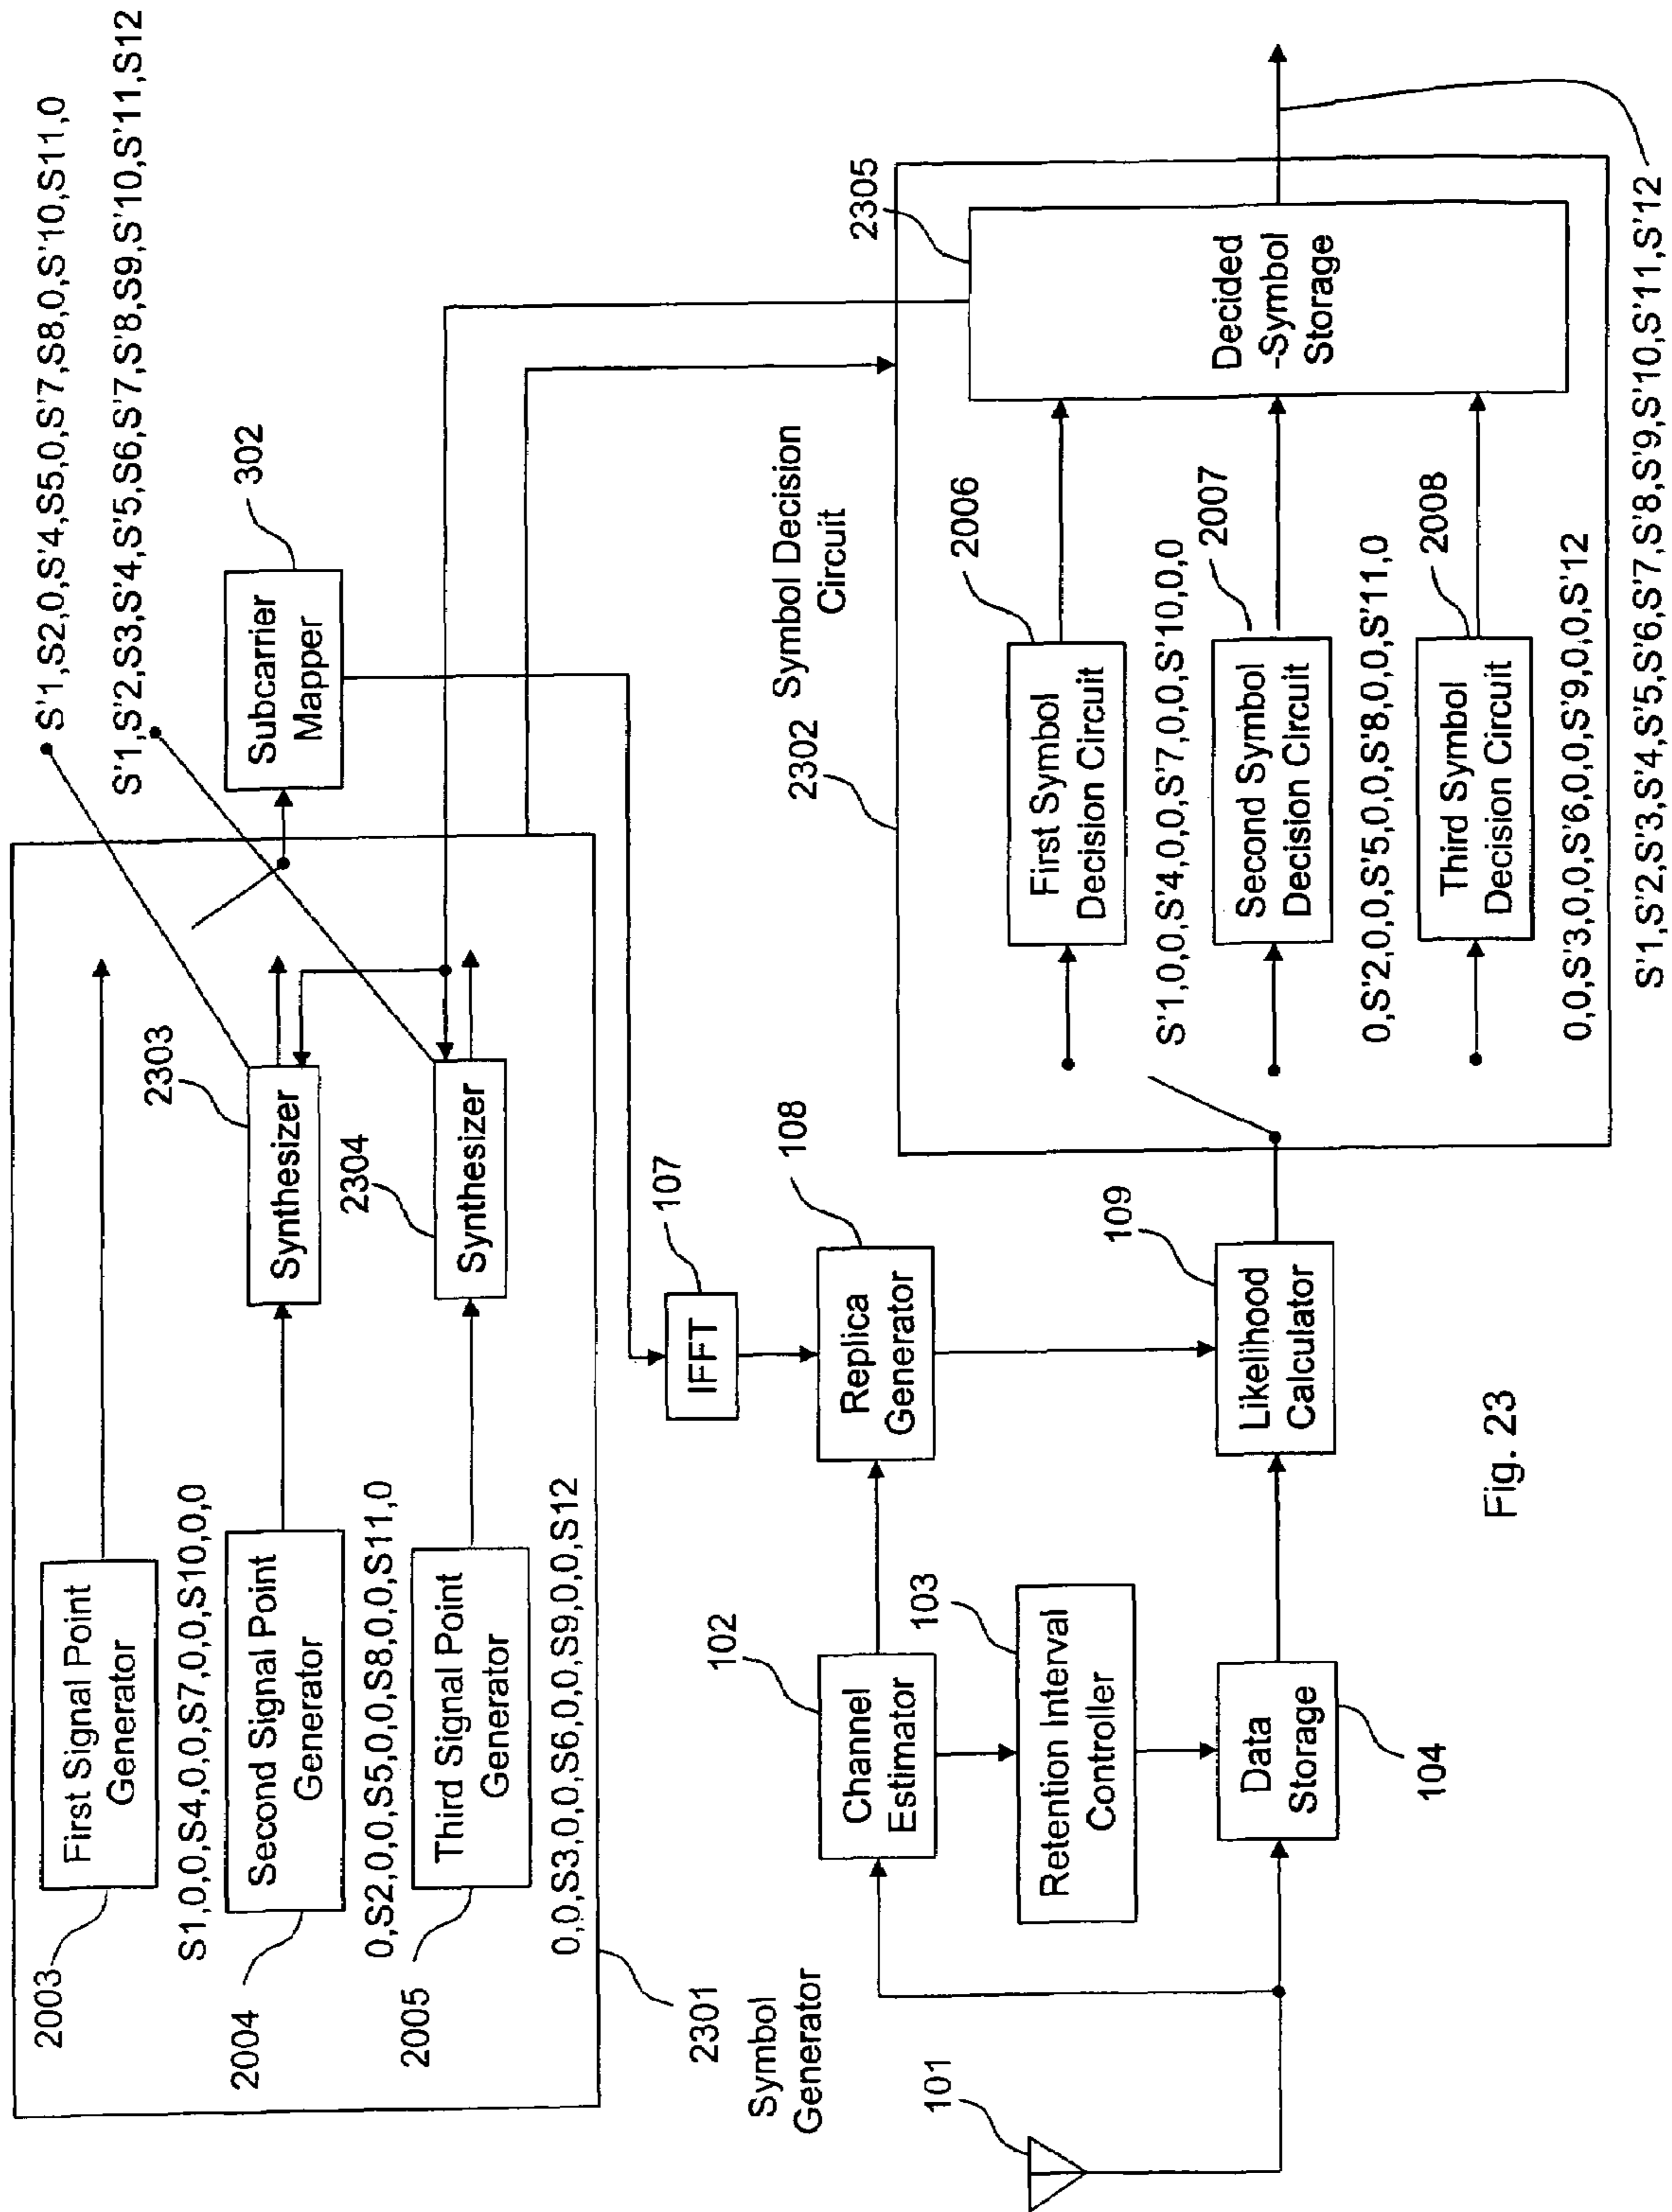 S'1,S2,0,S'4,S5,0,S'7,S8,0,S'10,S11,0
S'1,S'2,S3,S'4,S'5,S6,S'7,S'8,S9,S'10,S'11,S12
2003
First Signal Point
Generator
S1,0,0,S4,0,0,S7,0,0,S10,0,0
2004
Second Signal Point
Generator
0,S2,0,0,S5,0,0,S8,0,0,S11,0
2005
Third Signal Point
Generator
0,0,S3,0,0,S6,0,0,S9,0,0,S12
2303
Synthesizer
2304
Synthesizer
302
Subcarrier
Mapper
2301
Symbol
Generator
107
IFFT
108
Replica
Generator
109
Likelihood
Calculator
102
Channel
Estimator
103
Retention Interval
Controller
Data
Storage
104
101
2302
Symbol Decision
Circuit
2006
First Symbol
Decision Circuit
S'1,0,0,S'4,0,0,S'7,0,0,S'10,0,0
2007
Second Symbol
Decision Circuit
0,S'2,0,0,S'5,0,0,S'8,0,0,S'11,0
2008
Third Symbol
Decision Circuit
0,0,S'3,0,0,S'6,0,0,S'9,0,0,S'12
2305
Decided
-Symbol
Storage
S'1,S'2,S'3,S'4,S'5,S'6,S'7,S'8,S'9,S'10,S'11,S'12
Fig. 23